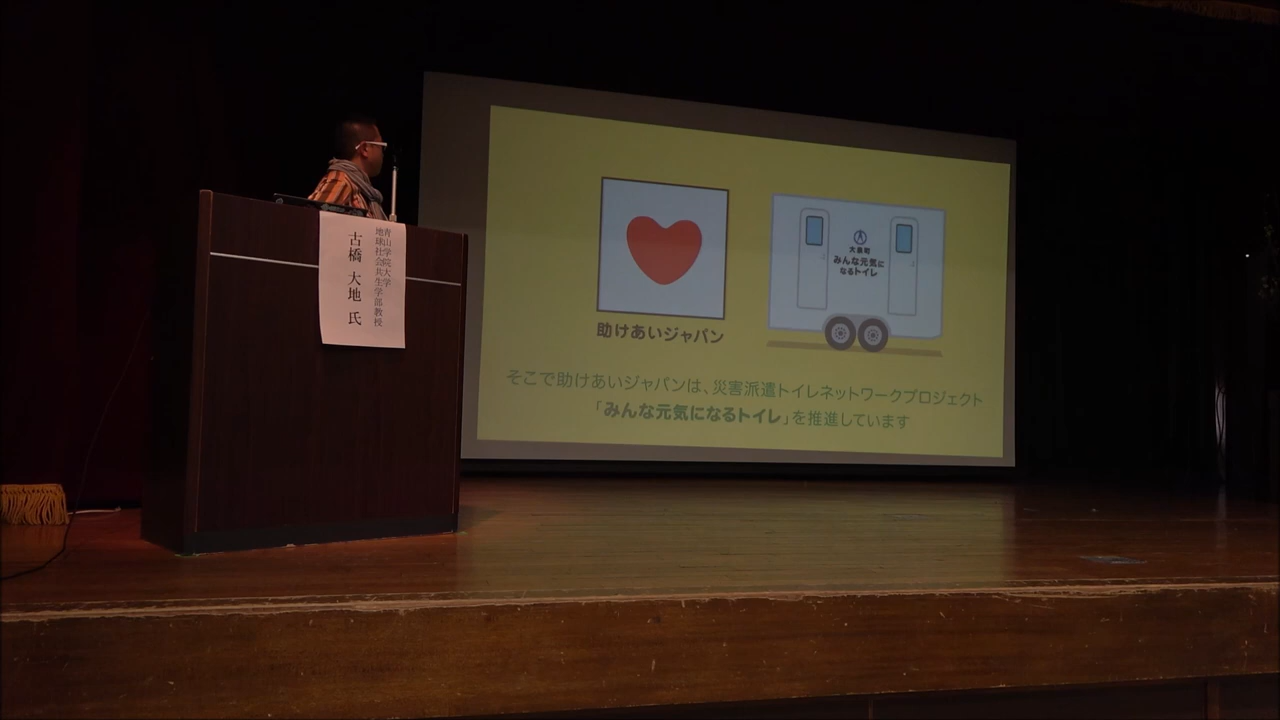 青山学院大学
地球社会共生学部教授
古橋 大地 氏
助けあいジャパン
大泉町
みんな元気に
なるトイレ
そこで助けあいジャパンは、災害派遣トイレネットワークプロジェクト
「みんな元気になるトイレ」を推進しています